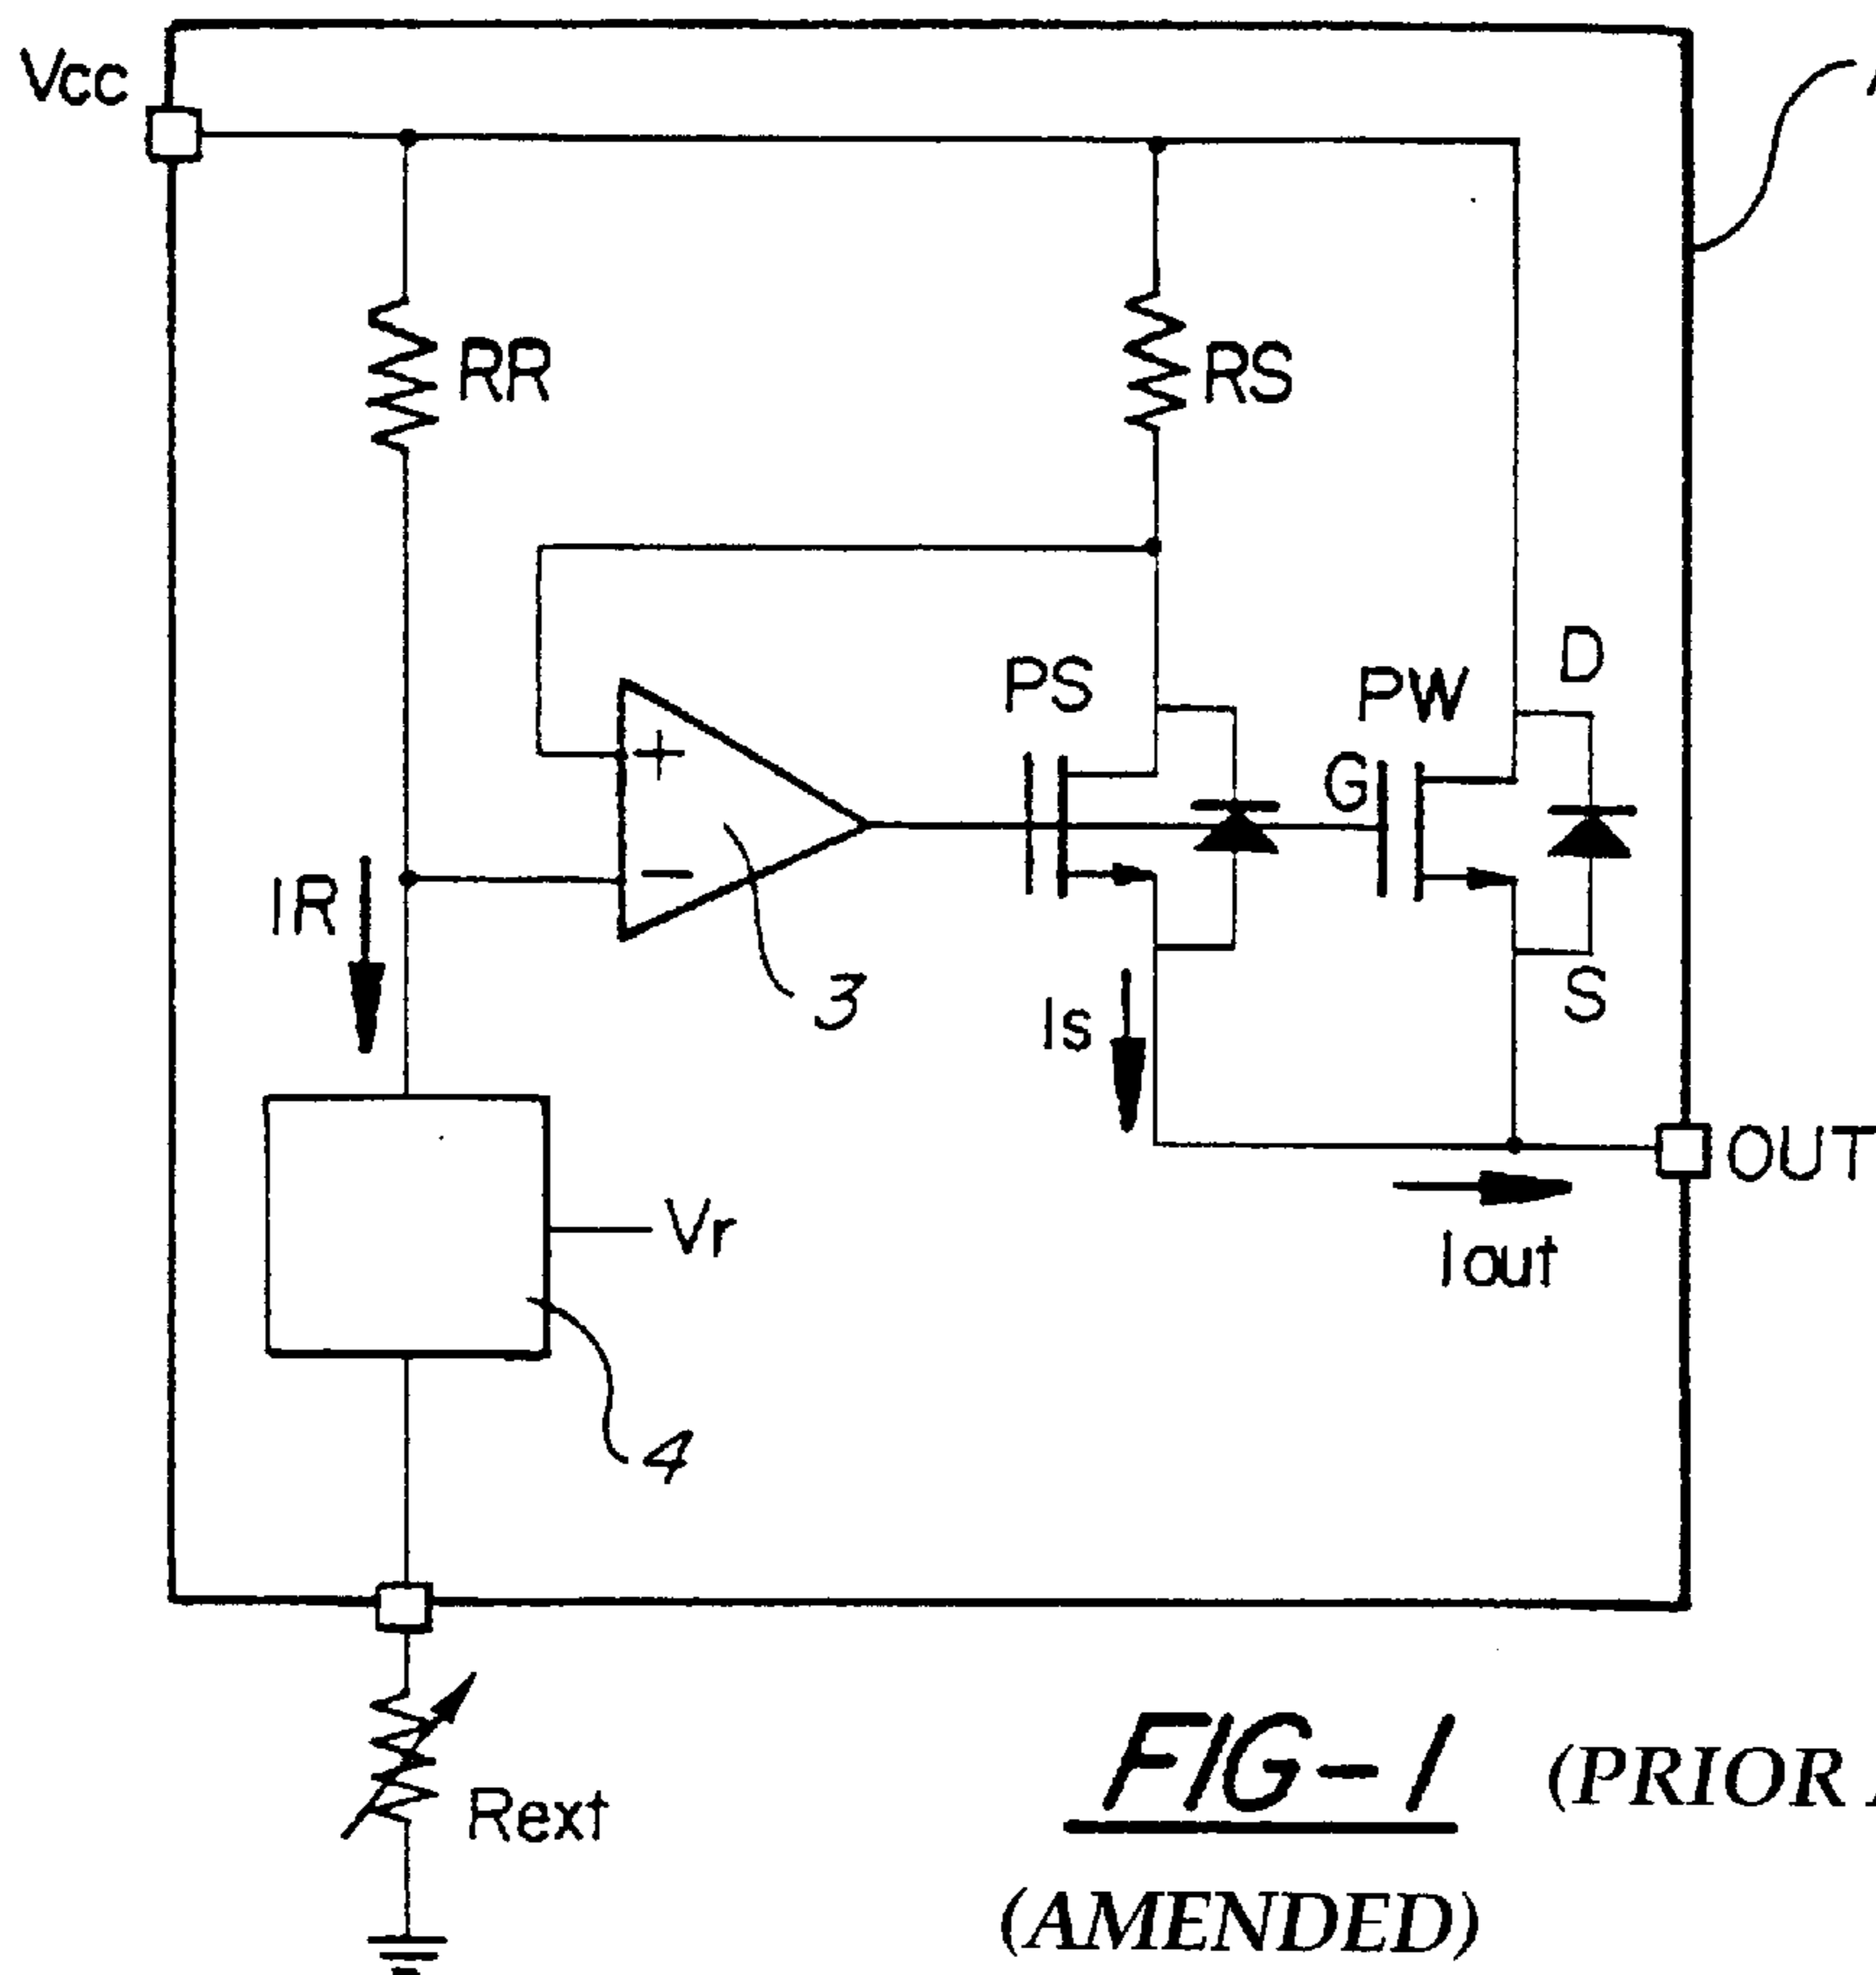 Vcc
RR
RS
PS
PW
D
G
+
−
IR
3
Is
S
OUT
Vr
Iout
4
Rext
FIG-1 (PRIOR
(AMENDED)